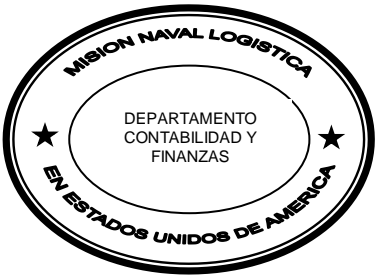 MISION NAVAL LOGISTICA
DEPARTAMENTO
CONTABILIDAD Y
FINANZAS
EN ESTADOS UNIDOS DE AMERICA